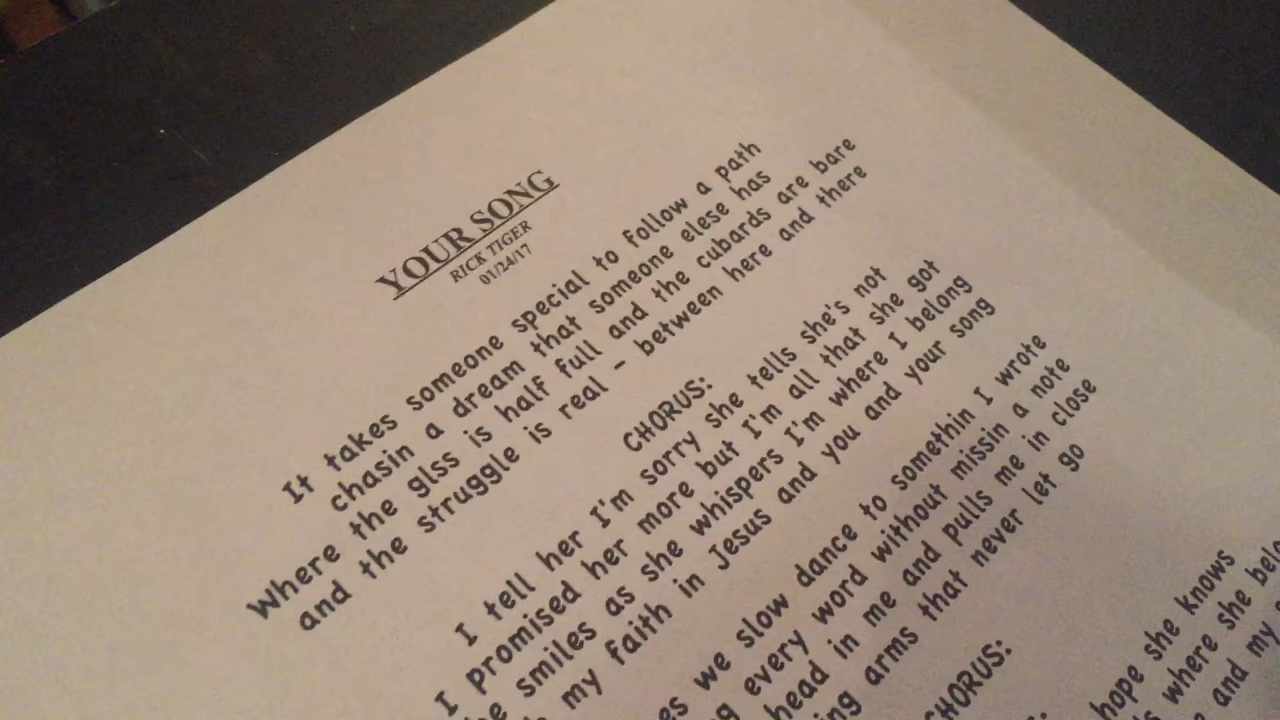 YOUR SONG
RICK TIGER
01/24/17
It takes someone special to follow a path
chasin a dream that someone elese has
Where the glss is half full and the cubards are bare
and the struggle is real - between here and there
CHORUS:
I tell her I'm sorry she tells she's not
I promised her more but I'm all that she got
smiles as she whispers I'm where I belong
my faith in Jesus and you and your song
we slow dance to somethin I wrote
every word without missin a note
head in me and pulls me in close
arms that never let go
CHORUS:
hope she knows
where she
and my